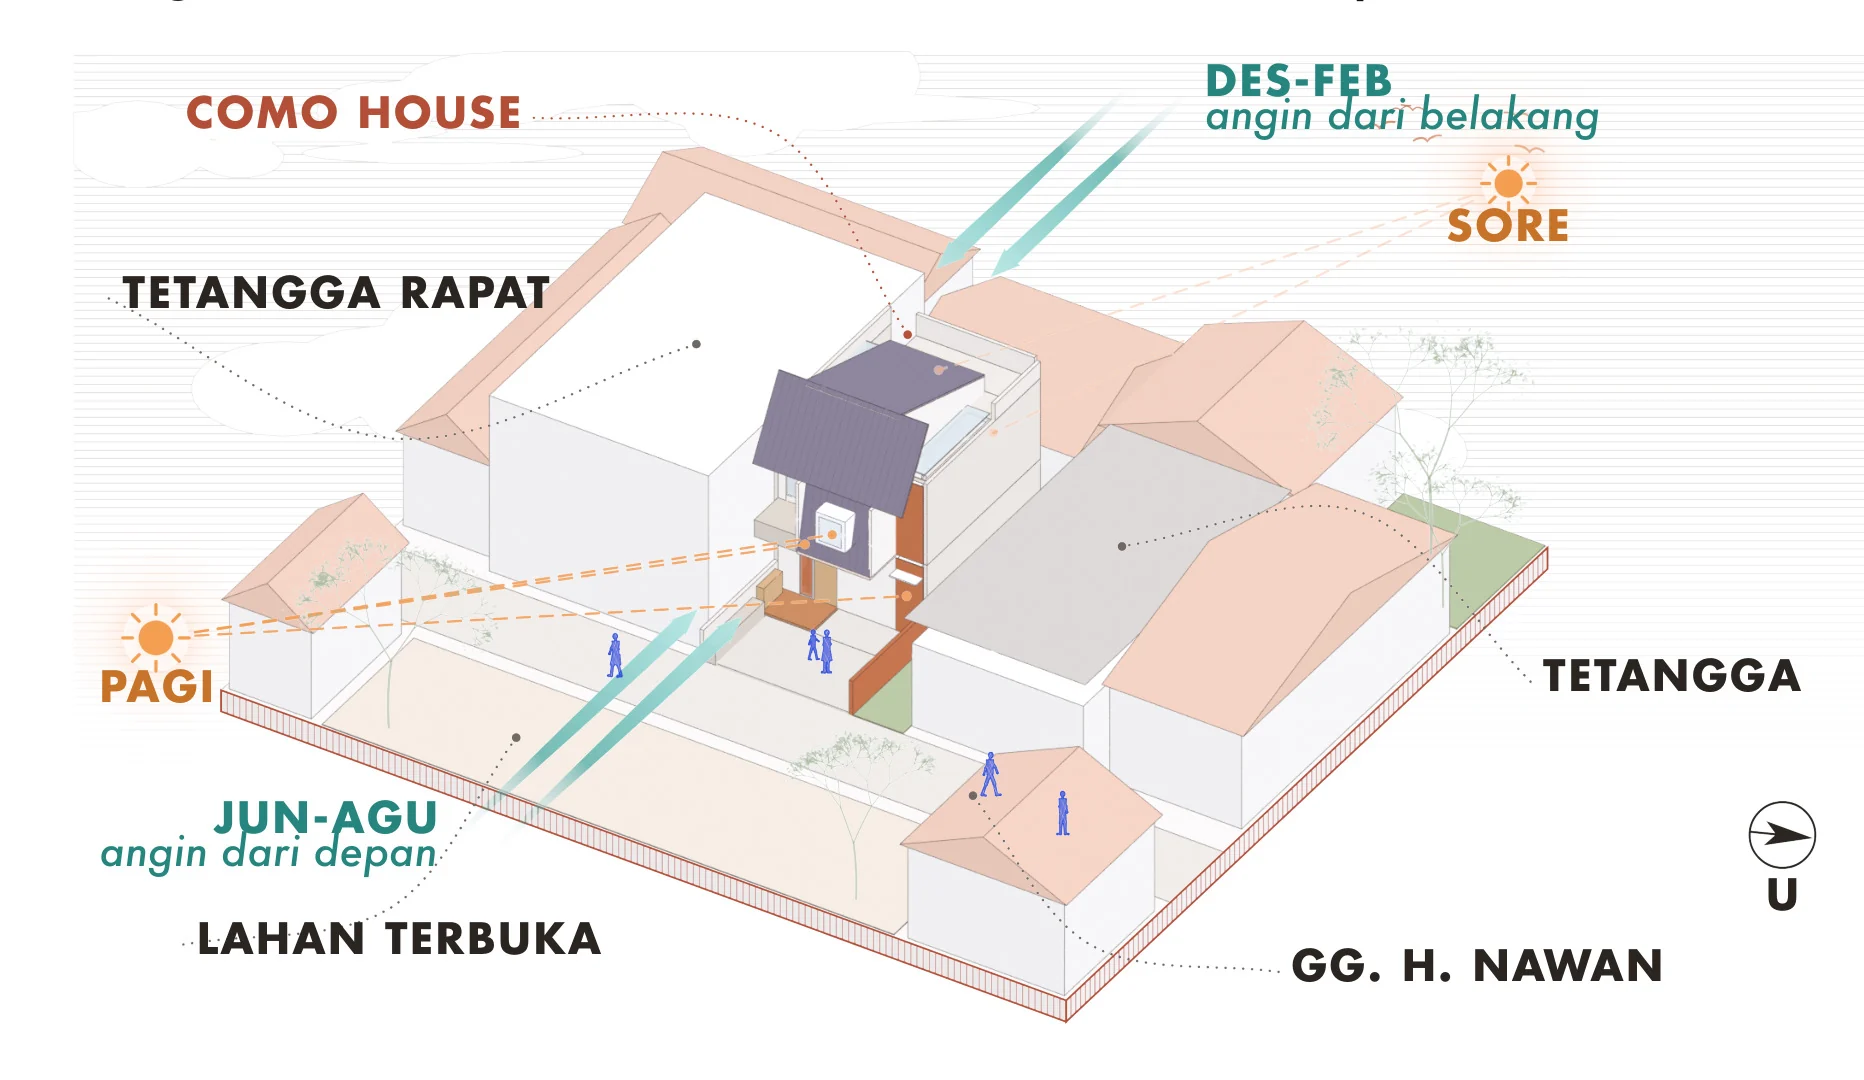 COMO HOUSE
DES-FEB
angin dari belakang
SORE
TETANGGA RAPAT
PAGI
TETANGGA
JUN-AGU
angin dari depan
LAHAN TERBUKA
GG. H. NAWAN
U